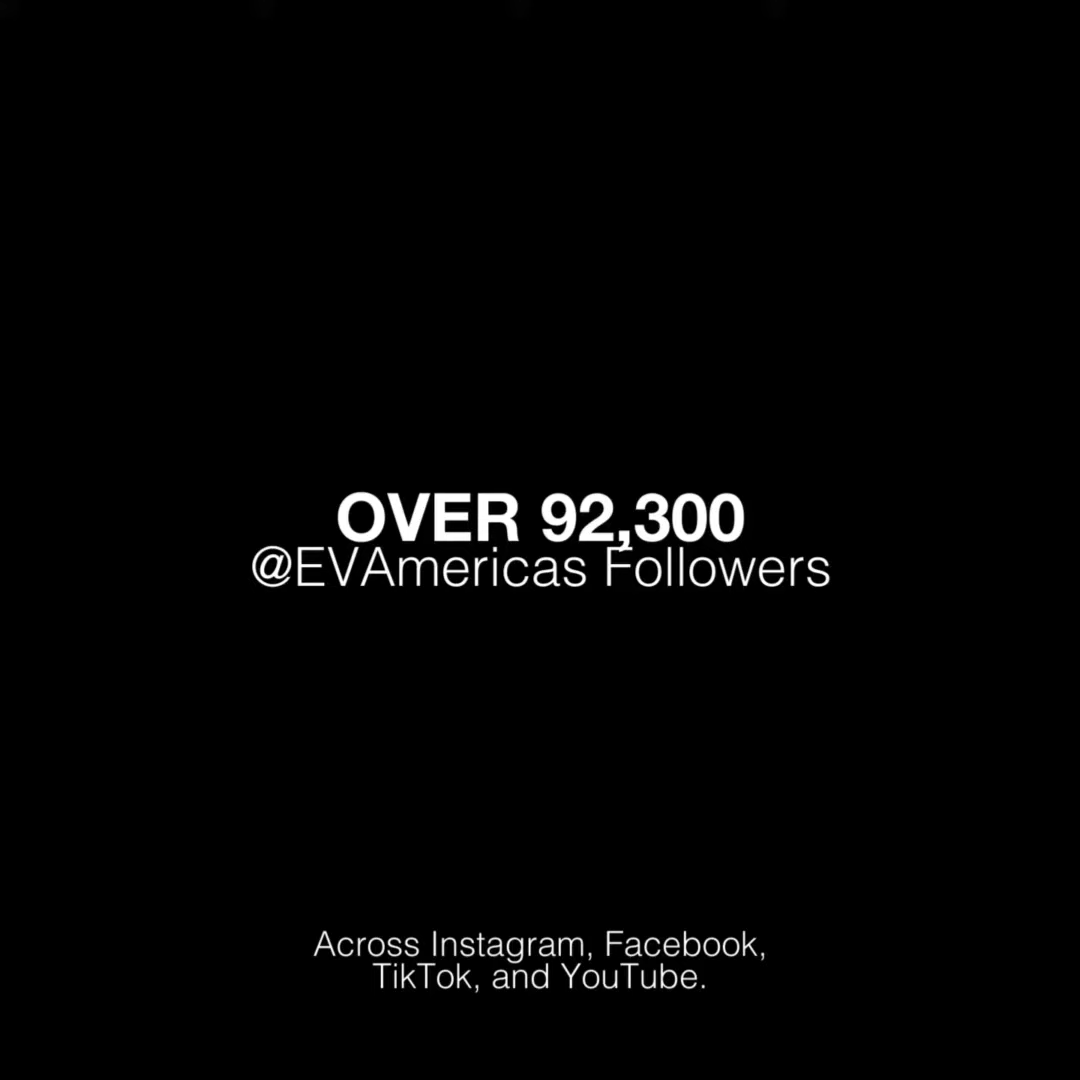 OVER 92,300
@EVAmericas Followers
Across Instagram, Facebook,
TikTok, and YouTube.